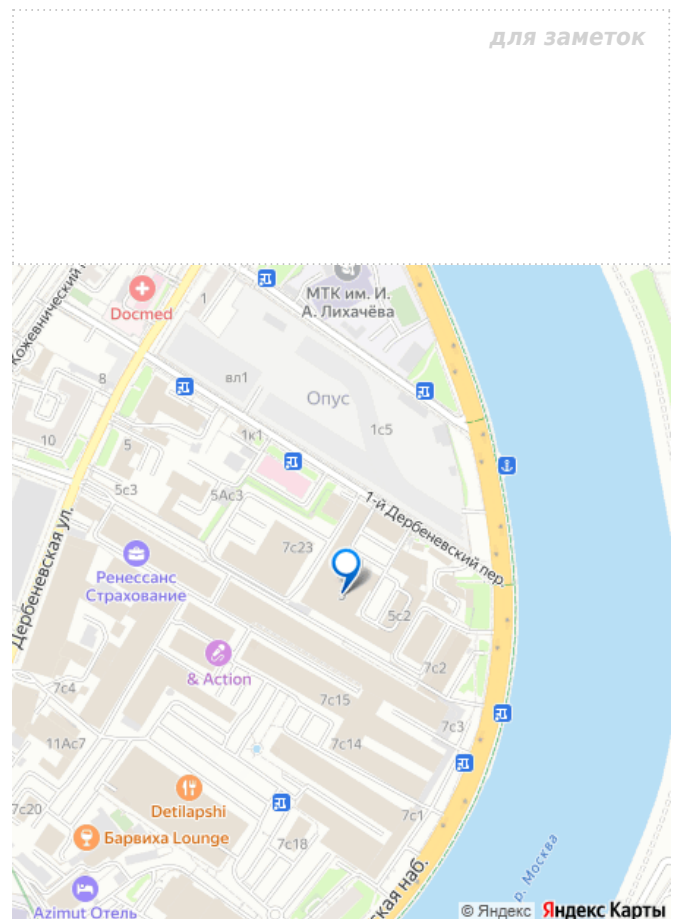 для заметок
МТК им. И.
А. Лихачёва
Docmed
1
Кожевнический
вл1
8
Опус
1с5
1к1
10
5
5с3
5Ас3
1-й Дербеневский пер.
7с23
Дербеневская ул.
Ренессанс
Страхование
5с2
& Action
7с2
7с4
7с15
7с3
11Ас7
7с14
7с20
Detilapshi
7с1
Барвиха Lounge
7с18
р. Москва
ская наб.
Azimut Отель
© Яндекс Яндекс Карты